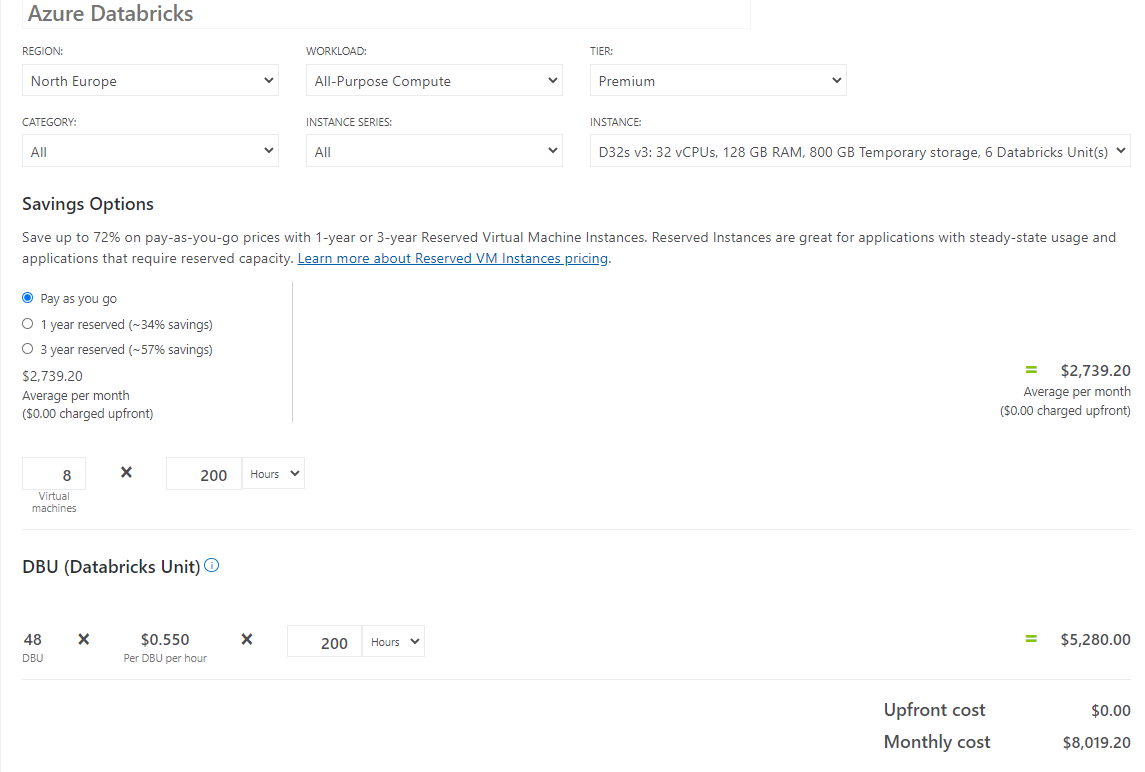 Azure Databricks
REGION: WORKLOAD: TIER:
North Europe All-Purpose Compute Premium
CATEGORY: INSTANCE SERIES: INSTANCE:
All All D32s v3: 32 vCPUs, 128 GB RAM, 800 GB Temporary storage, 6 Databricks Unit(s)
Savings Options
Save up to 72% on pay-as-you-go prices with 1-year or 3-year Reserved Virtual Machine Instances. Reserved Instances are great for applications with steady-state usage and
applications that require reserved capacity. Learn more about Reserved VM Instances pricing.
Pay as you go
1 year reserved (~34% savings)
3 year reserved (~57% savings)
$2,739.20
Average per month
($0.00 charged upfront)
= $2,739.20
Average per month
($0.00 charged upfront)
8 × 200 Hours
Virtual
machines
DBU (Databricks Unit)
48 × $0.550 × 200 Hours = $5,280.00
DBU Per DBU per hour
Upfront cost $0.00
Monthly cost $8,019.20